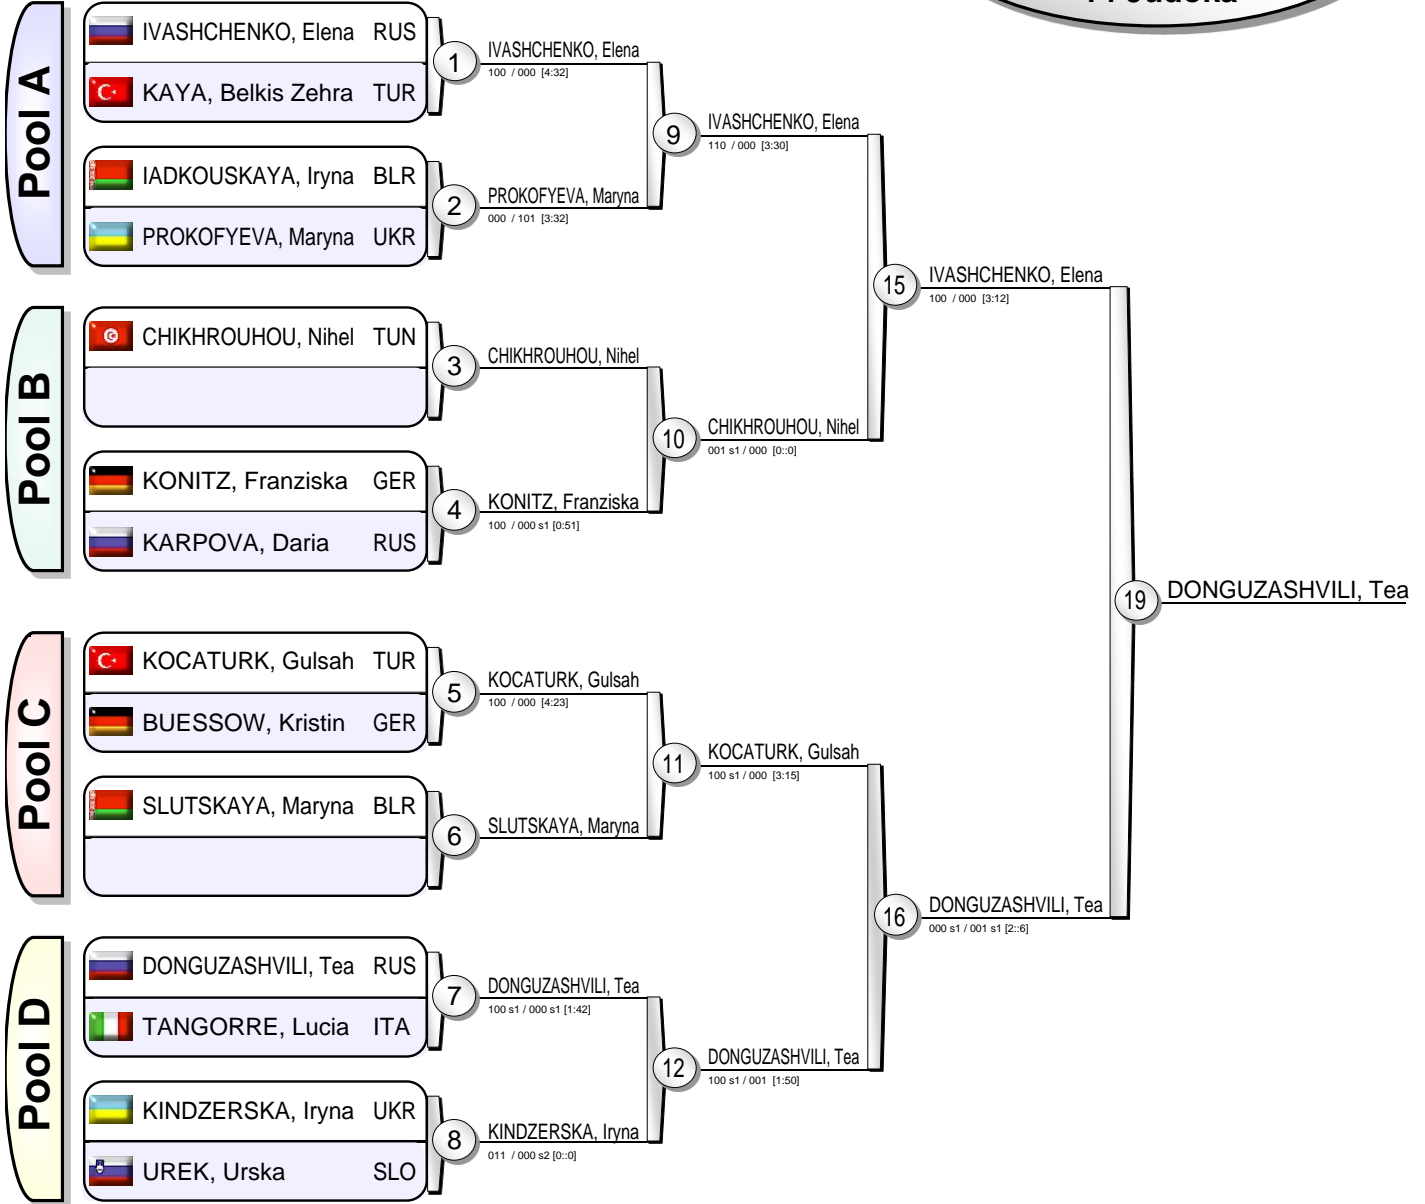 Pool A
IVASHCHENKO, Elena RUS
KAYA, Belkis Zehra TUR
1
IVASHCHENKO, Elena
100 / 000 [4:32]
IADKOUSKAYA, Iryna BLR
PROKOFYEVA, Maryna UKR
2
PROKOFYEVA, Maryna
000 / 101 [3:32]
9
IVASHCHENKO, Elena
110 / 000 [3:30]
Pool B
CHIKHROUHOU, Nihel TUN
3
CHIKHROUHOU, Nihel
KONITZ, Franziska GER
KARPOVA, Daria RUS
4
KONITZ, Franziska
100 / 000 s1 [0:51]
10
CHIKHROUHOU, Nihel
001 s1 / 000 [0::0]
15
IVASHCHENKO, Elena
100 / 000 [3:12]
Pool C
KOCATURK, Gulsah TUR
BUESSOW, Kristin GER
5
KOCATURK, Gulsah
100 / 000 [4:23]
SLUTSKAYA, Maryna BLR
6
SLUTSKAYA, Maryna
11
KOCATURK, Gulsah
100 s1 / 000 [3:15]
Pool D
DONGUZASHVILI, Tea RUS
TANGORRE, Lucia ITA
7
DONGUZASHVILI, Tea
100 s1 / 000 s1 [1:42]
KINDZERSKA, Iryna UKR
UREK, Urska SLO
8
KINDZERSKA, Iryna
011 / 000 s2 [0::0]
12
DONGUZASHVILI, Tea
100 s1 / 001 [1:50]
16
DONGUZASHVILI, Tea
000 s1 / 001 s1 [2::6]
19
DONGUZASHVILI, Tea